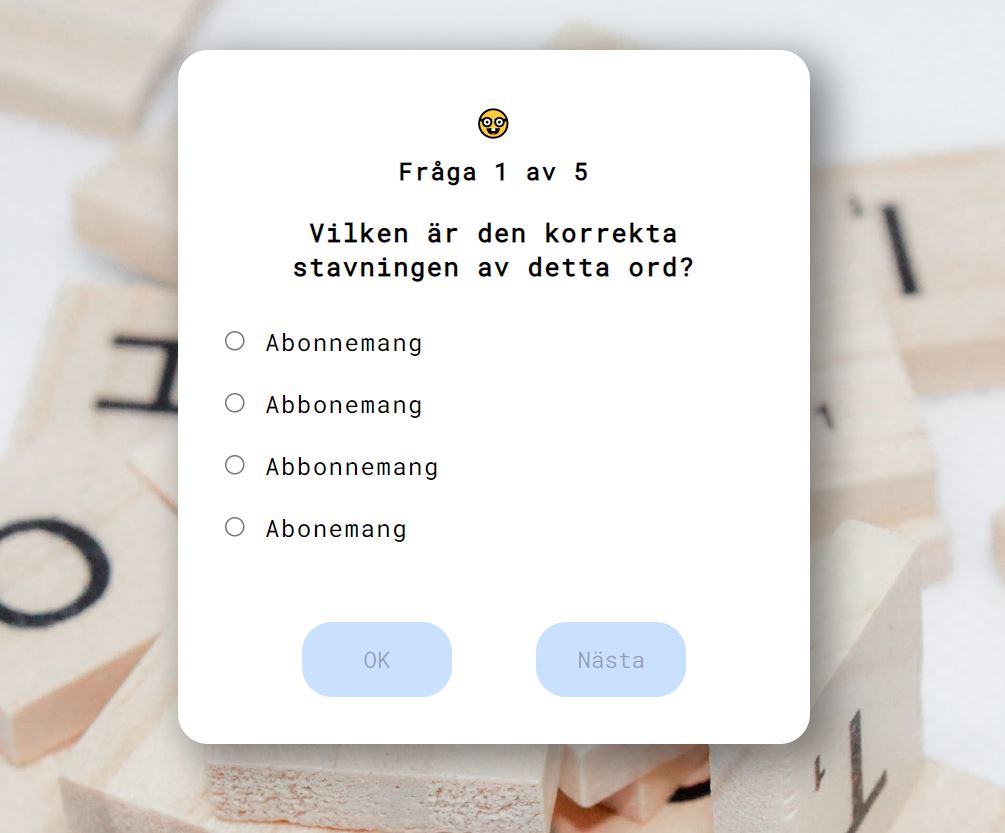 Fråga 1 av 5
Vilken är den korrekta
stavningen av detta ord?
Abonnemang
Abbonemang
Abbonnemang
Abonemang
OK
Nästa
I
I
O